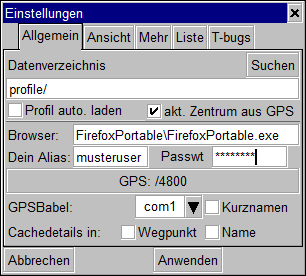 Einstellungen
Allgemein Ansicht Mehr Liste T-bugs
Datenverzeichnis Suchen
profile/
Profil auto. laden akt. Zentrum aus GPS
Browser: FirefoxPortable\FirefoxPortable.exe
Dein Alias: musteruser Passwt ********
GPS: /4800
GPSBabel: com1 Kurznamen
Cachedetails in: Wegpunkt Name
Abbrechen Anwenden